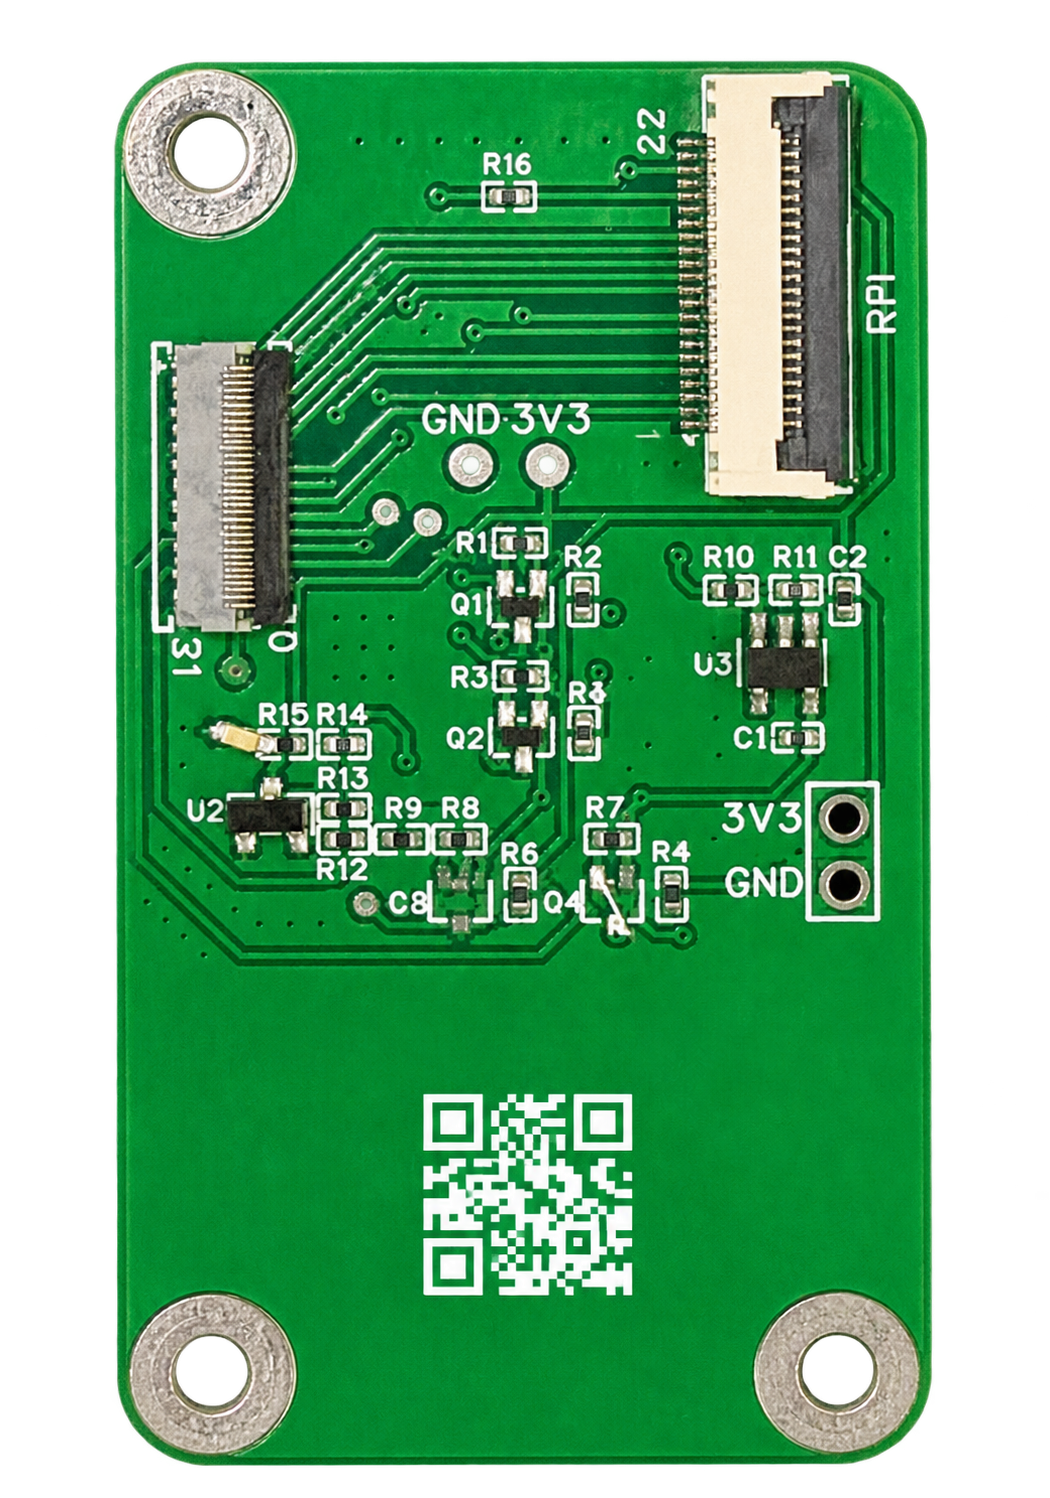 22
R16
RPI
GND 3V3
1
R1
R2
R10 R11 C2
Q1
U3
31
0
R3
R15 R14
Q2
C1
R13
U2
R9 R8
R7
3V3
R12
R6
R4
GND
C8
Q4